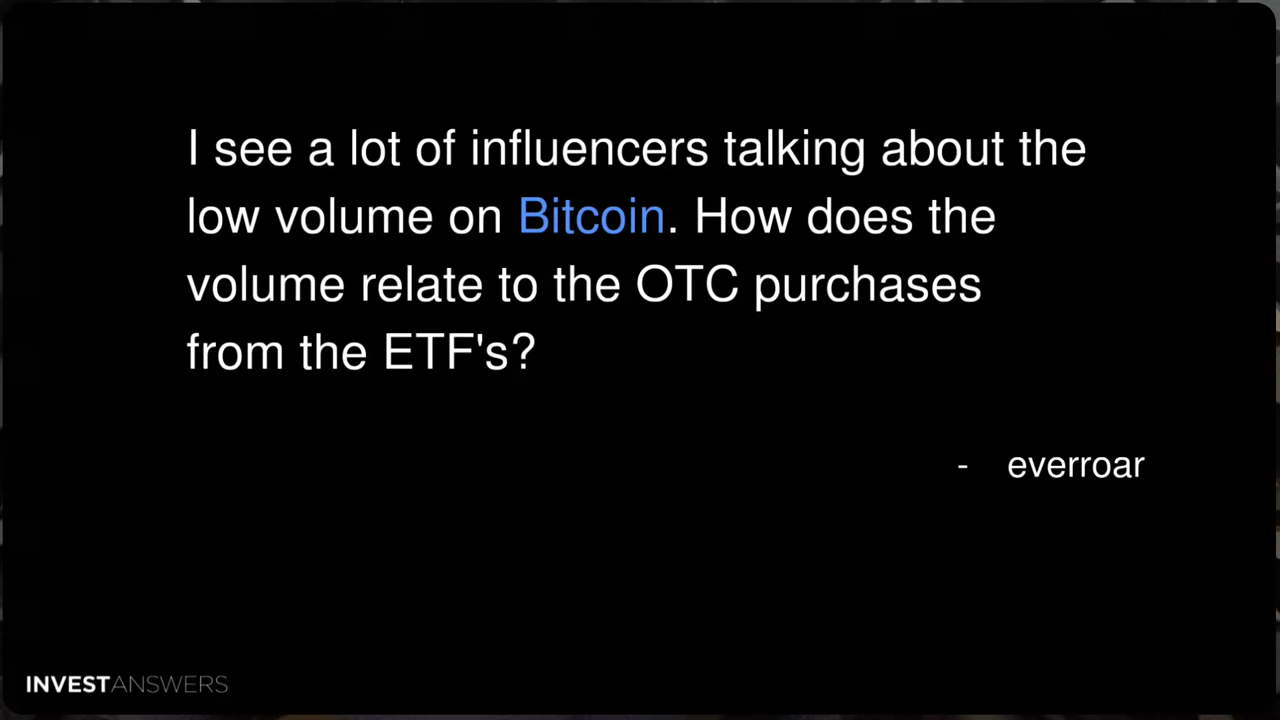 I see a lot of influencers talking about the
low volume on Bitcoin. How does the
volume relate to the OTC purchases
from the ETF's?
- everroar
INVESTANSWERS